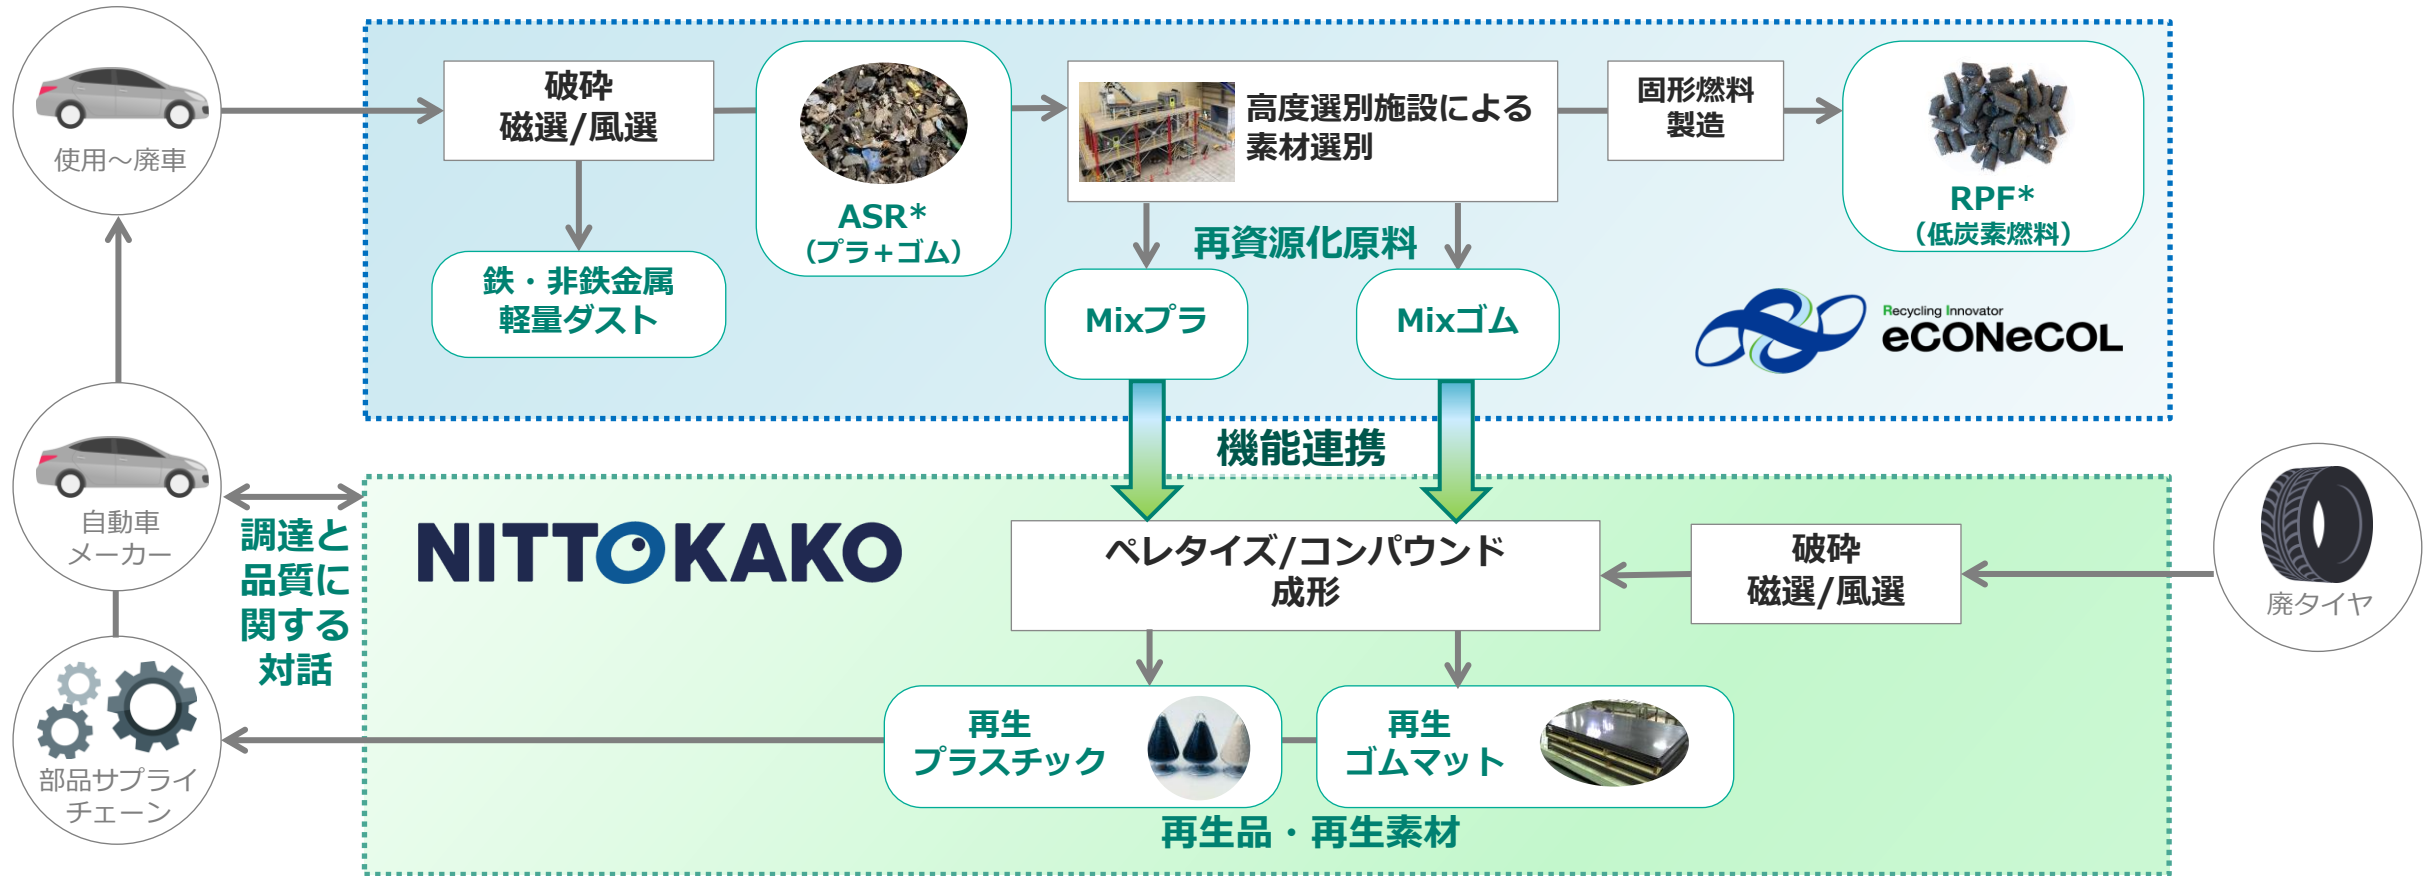 使用～廃車
破砕
磁選/風選
鉄・非鉄金属
軽量ダスト
ASR*
（プラ+ゴム）
高度選別施設による
素材選別
固形燃料
製造
RPF*
（低炭素燃料）
再資源化原料
Mixプラ
Mixゴム
Recycling Innovator
eCONeCOL
機能連携
自動車
メーカー
調達と
品質に
関する
対話
NITTOKAKO
ペレタイズ/コンパウンド
成形
破砕
磁選/風選
廃タイヤ
部品サプライ
チェーン
再生
プラスチック
再生
ゴムマット
再生品・再生素材